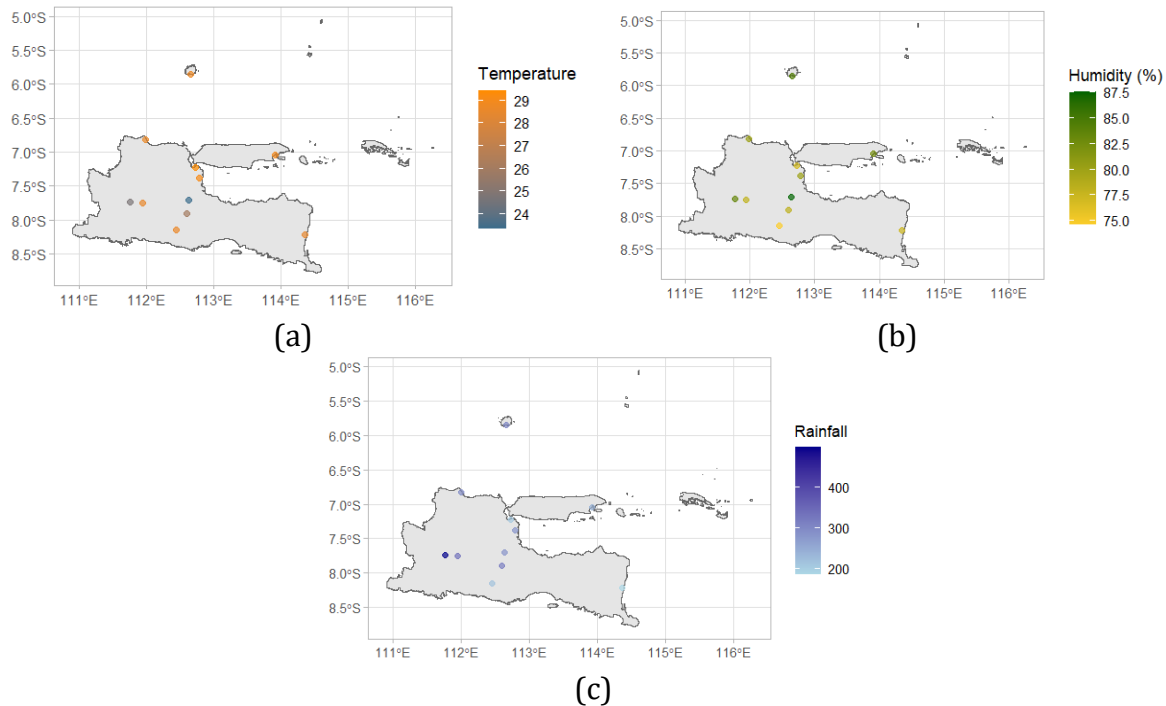 5.0°S
5.5°S
6.0°S
6.5°S
7.0°S
7.5°S
8.0°S
8.5°S
111°E 112°E 113°E 114°E 115°E 116°E
Temperature
29
28
27
26
25
24
(a)
5.0°S
5.5°S
6.0°S
6.5°S
7.0°S
7.5°S
8.0°S
8.5°S
111°E 112°E 113°E 114°E 115°E 116°E
Humidity (%)
87.5
85.0
82.5
80.0
77.5
75.0
(b)
5.0°S
5.5°S
6.0°S
6.5°S
7.0°S
7.5°S
8.0°S
8.5°S
111°E 112°E 113°E 114°E 115°E 116°E
Rainfall
400
300
200
(c)